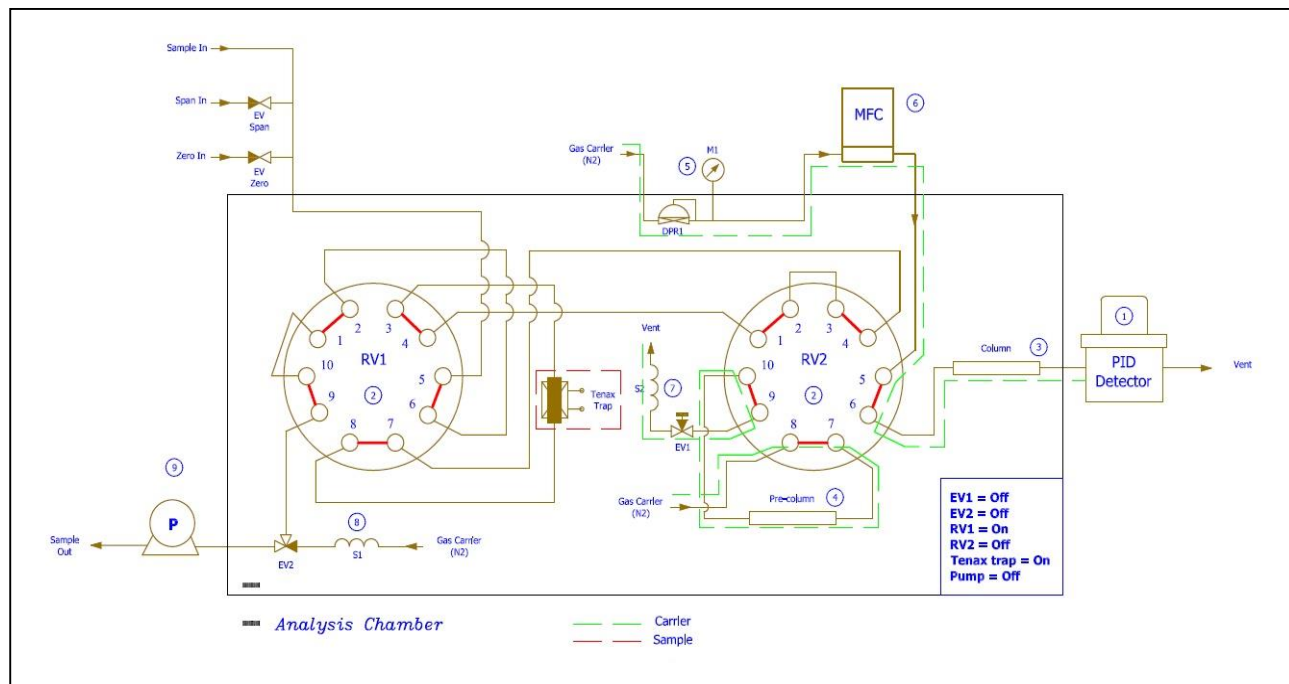 Sample In
Span In
EV
Span
Zero In
EV
Zero
Gas Carrier
(N2)
5
M1
MFC
6
DPR1
1
2
3
4
5
6
7
8
9
10
RV1
2
Tenax
Trap
Vent
S2
7
EV1
1
2
3
4
5
6
7
8
9
10
RV2
2
Column
3
1
PID
Detector
Vent
Gas Carrier
(N2)
Pre-column
4
9
P
Sample
Out
EV2
8
S1
Gas Carrier
(N2)
EV1 = Off
EV2 = Off
RV1 = On
RV2 = Off
Tenax trap = On
Pump = Off
Analysis Chamber
Carrier
Sample